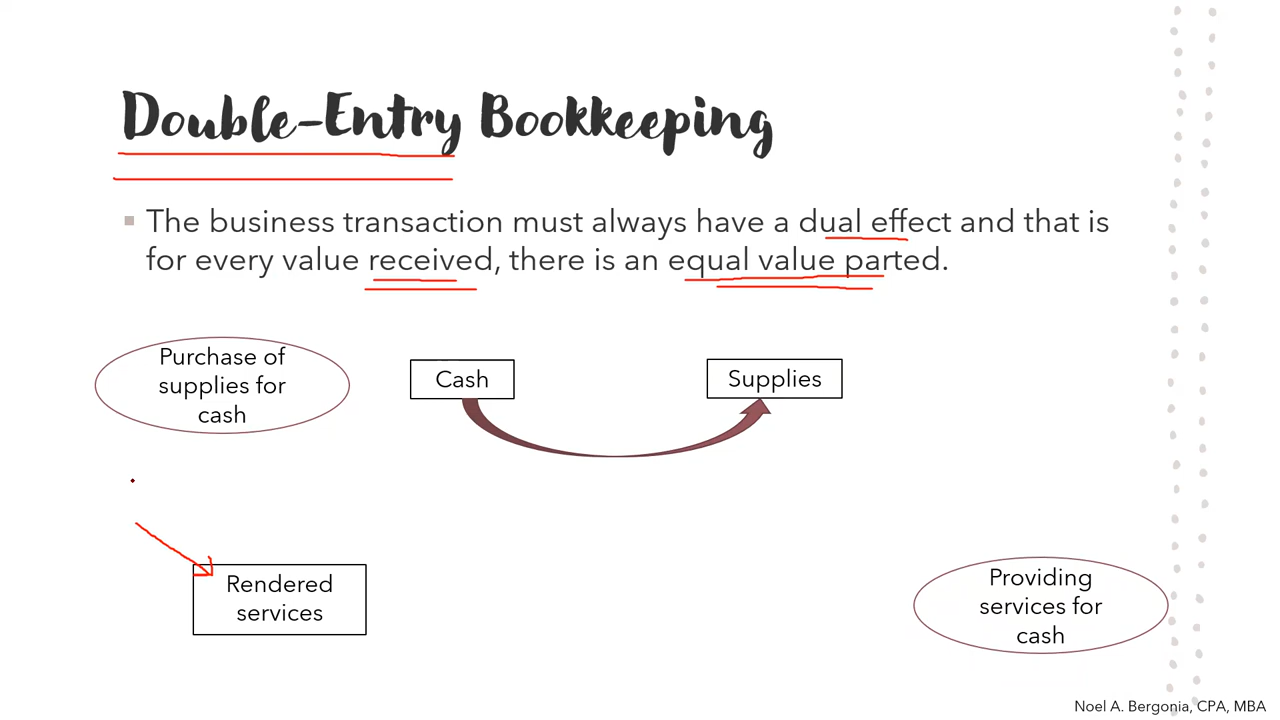 Double-Entry Bookkeeping
The business transaction must always have a dual effect and that is
for every value received, there is an equal value parted.
Purchase of
supplies for
cash
Cash
Supplies
Rendered
services
Providing
services for
cash
Noel A. Bergonia, CPA, MBA